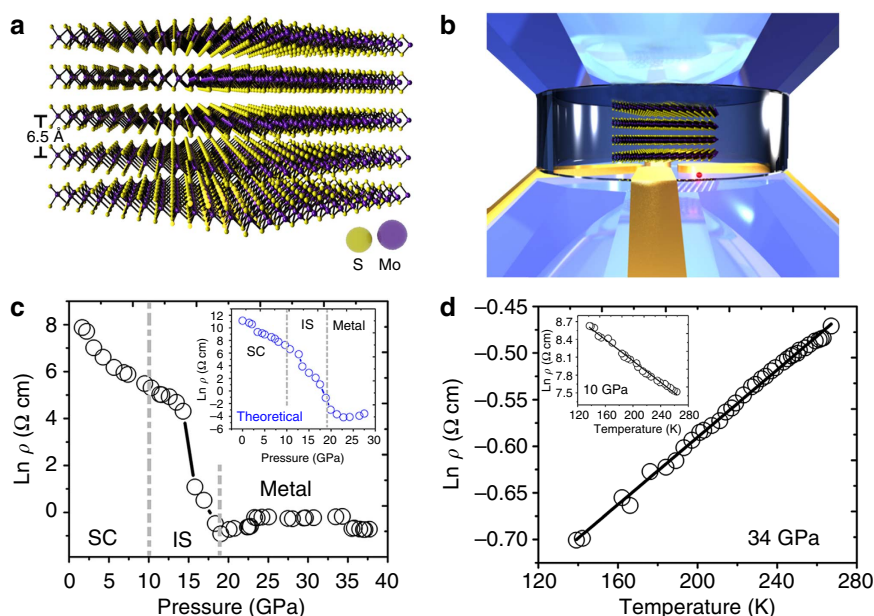 a
6.5 Å
S
Mo
b
c
Ln ρ (Ω cm)
8
6
4
2
0
SC
IS
Metal
0
5
10
15
20
25
30
35
40
Pressure (GPa)
Ln ρ (Ω cm)
12
10
8
6
4
2
0
−2
−4
−6
SC
IS
Metal
Theoretical
0
5
10
15
20
25
30
Pressure (GPa)
d
Ln ρ (Ω cm)
−0.45
−0.50
−0.55
−0.60
−0.65
−0.70
34 GPa
120
160
200
240
280
Temperature (K)
Ln ρ (Ω cm)
8.7
8.4
8.1
7.8
7.5
10 GPa
120
160
200
240
280
Temperature (K)